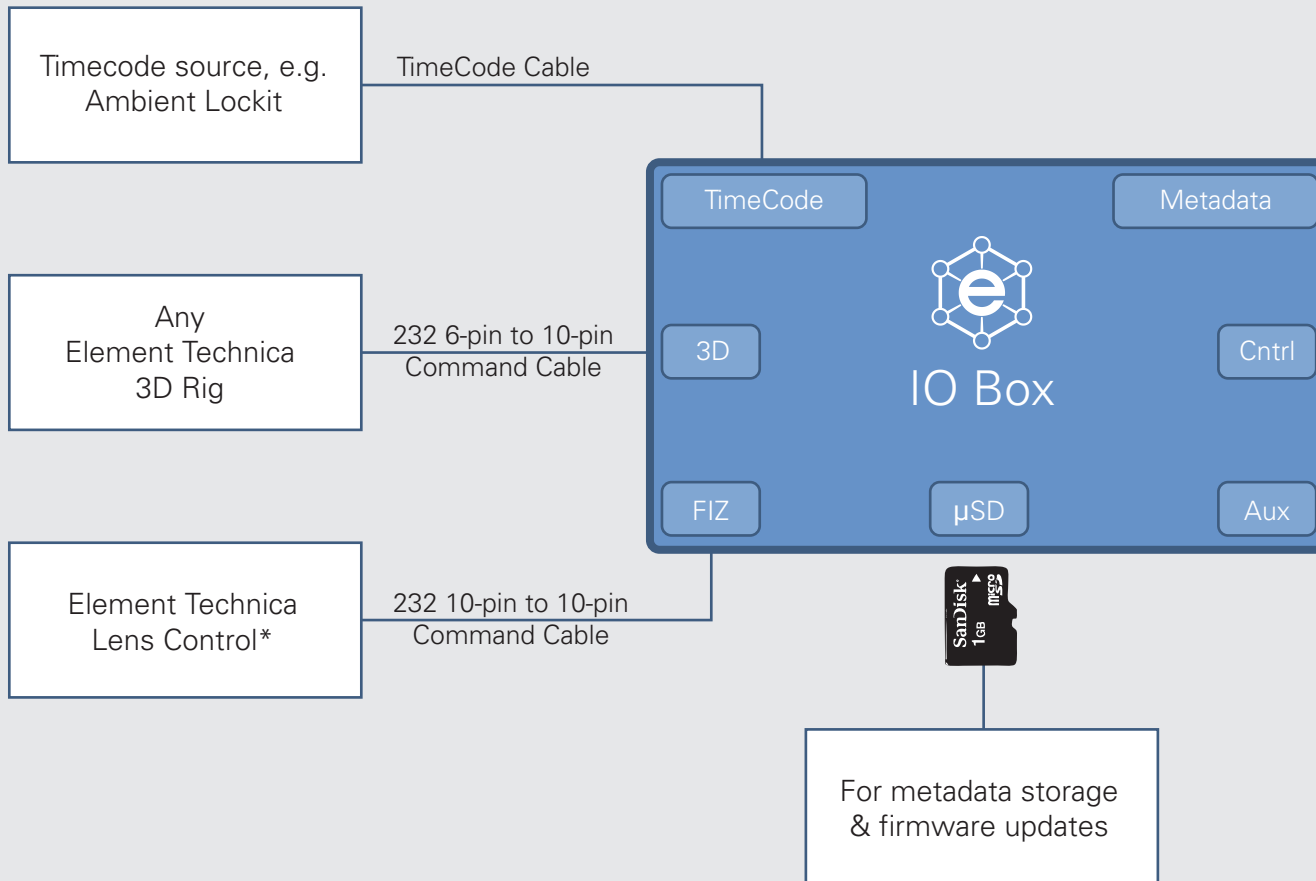 Timecode source, e.g.
Ambient Lockit
TimeCode Cable
TimeCode
Metadata
Any
Element Technica
3D Rig
232 6-pin to 10-pin
Command Cable
3D
Cntrl
e
IO Box
FIZ
µSD
Aux
Element Technica
Lens Control*
232 10-pin to 10-pin
Command Cable
SanDisk
1GB
micro
SD
For metadata storage
& firmware updates